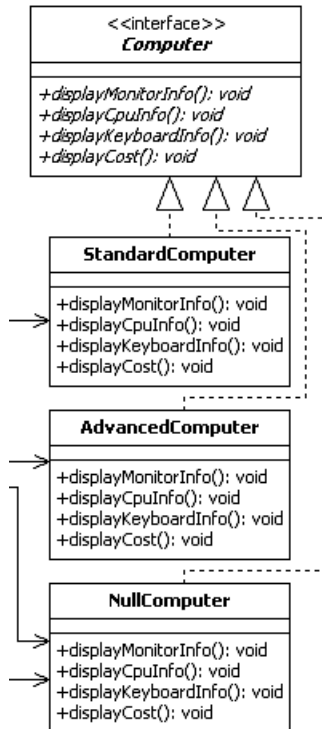 <<interface>>
Computer
+displayMonitorInfo(): void
+displayCpuInfo(): void
+displayKeyboardInfo(): void
+displayCost(): void
StandardComputer
+displayMonitorInfo(): void
+displayCpuInfo(): void
+displayKeyboardInfo(): void
+displayCost(): void
AdvancedComputer
+displayMonitorInfo(): void
+displayCpuInfo(): void
+displayKeyboardInfo(): void
+displayCost(): void
NullComputer
+displayMonitorInfo(): void
+displayCpuInfo(): void
+displayKeyboardInfo(): void
+displayCost(): void